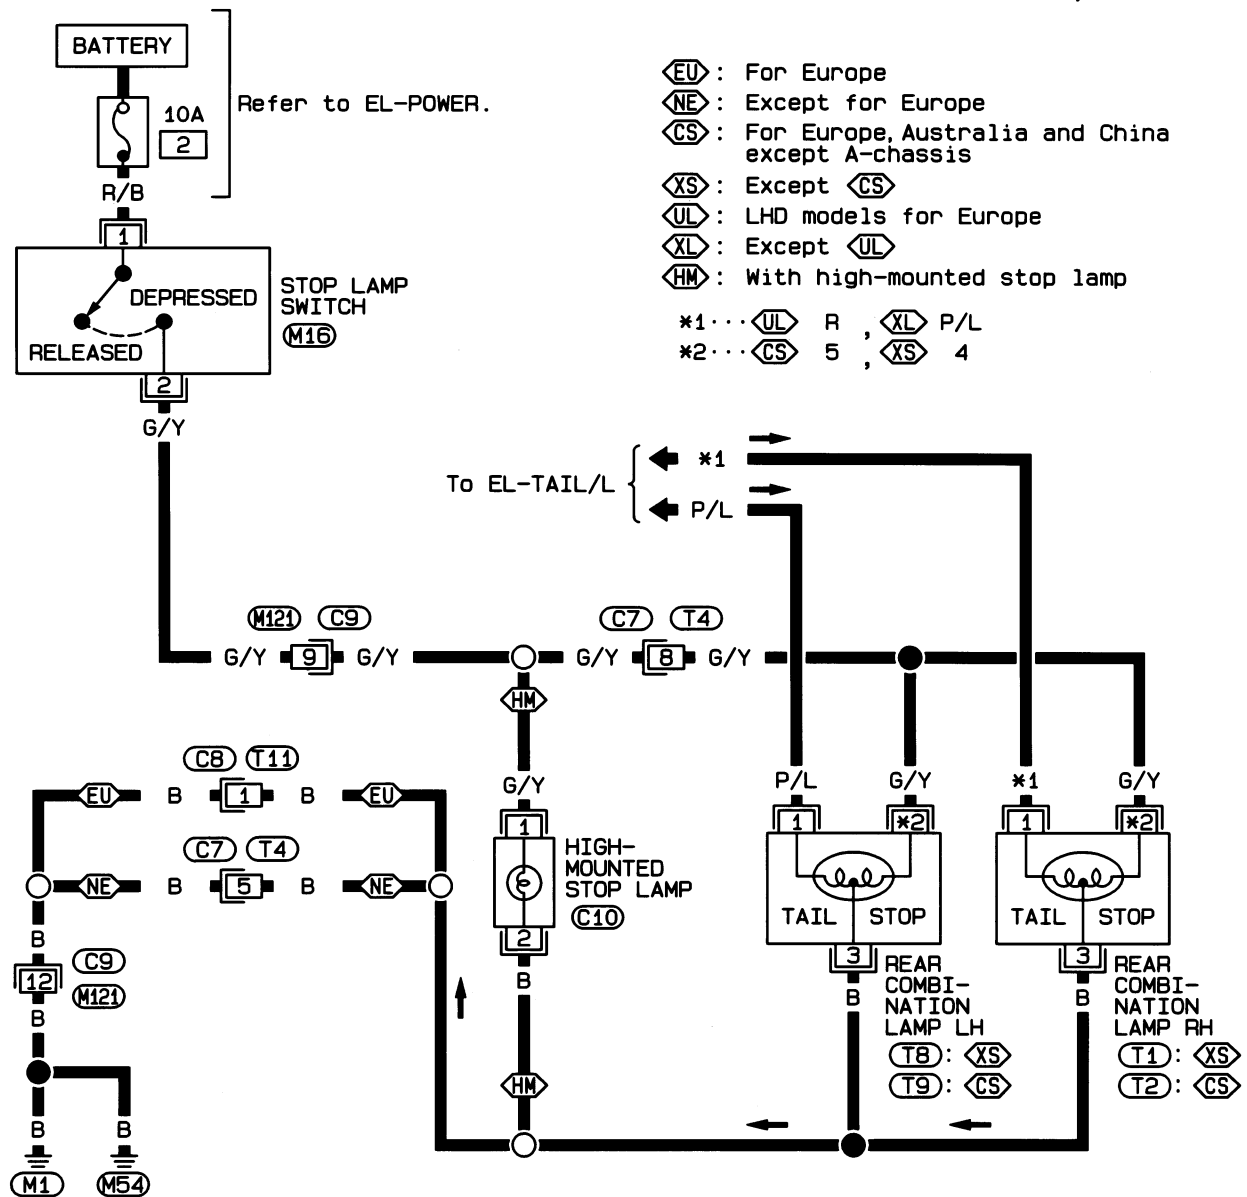 BATTERY
10A
2
Refer to EL-POWER.
R/B
1
DEPRESSED
RELEASED
STOP LAMP
SWITCH
M16
2
G/Y
EU : For Europe
NE : Except for Europe
CS : For Europe, Australia and China
except A-chassis
XS : Except CS
UL : LHD models for Europe
XL : Except UL
HM : With high-mounted stop lamp
*1··· UL R , XL P/L
*2··· CS 5 , XS 4
To EL-TAIL/L
*1
P/L
M121 C9
G/Y 9 G/Y
C7 T4
G/Y 8 G/Y
HM
G/Y
1
HIGH-
MOUNTED
STOP LAMP
C10
2
B
HM
C8 T11
EU B 1 B EU
C7 T4
NE B 5 B NE
B
12
C9
M121
B
B B
M1 M54
P/L G/Y
1 *2
TAIL STOP
3
B
REAR
COMBI-
NATION
LAMP LH
T8 : XS
T9 : CS
*1 G/Y
1 *2
TAIL STOP
3
B
REAR
COMBI-
NATION
LAMP RH
T1 : XS
T2 : CS